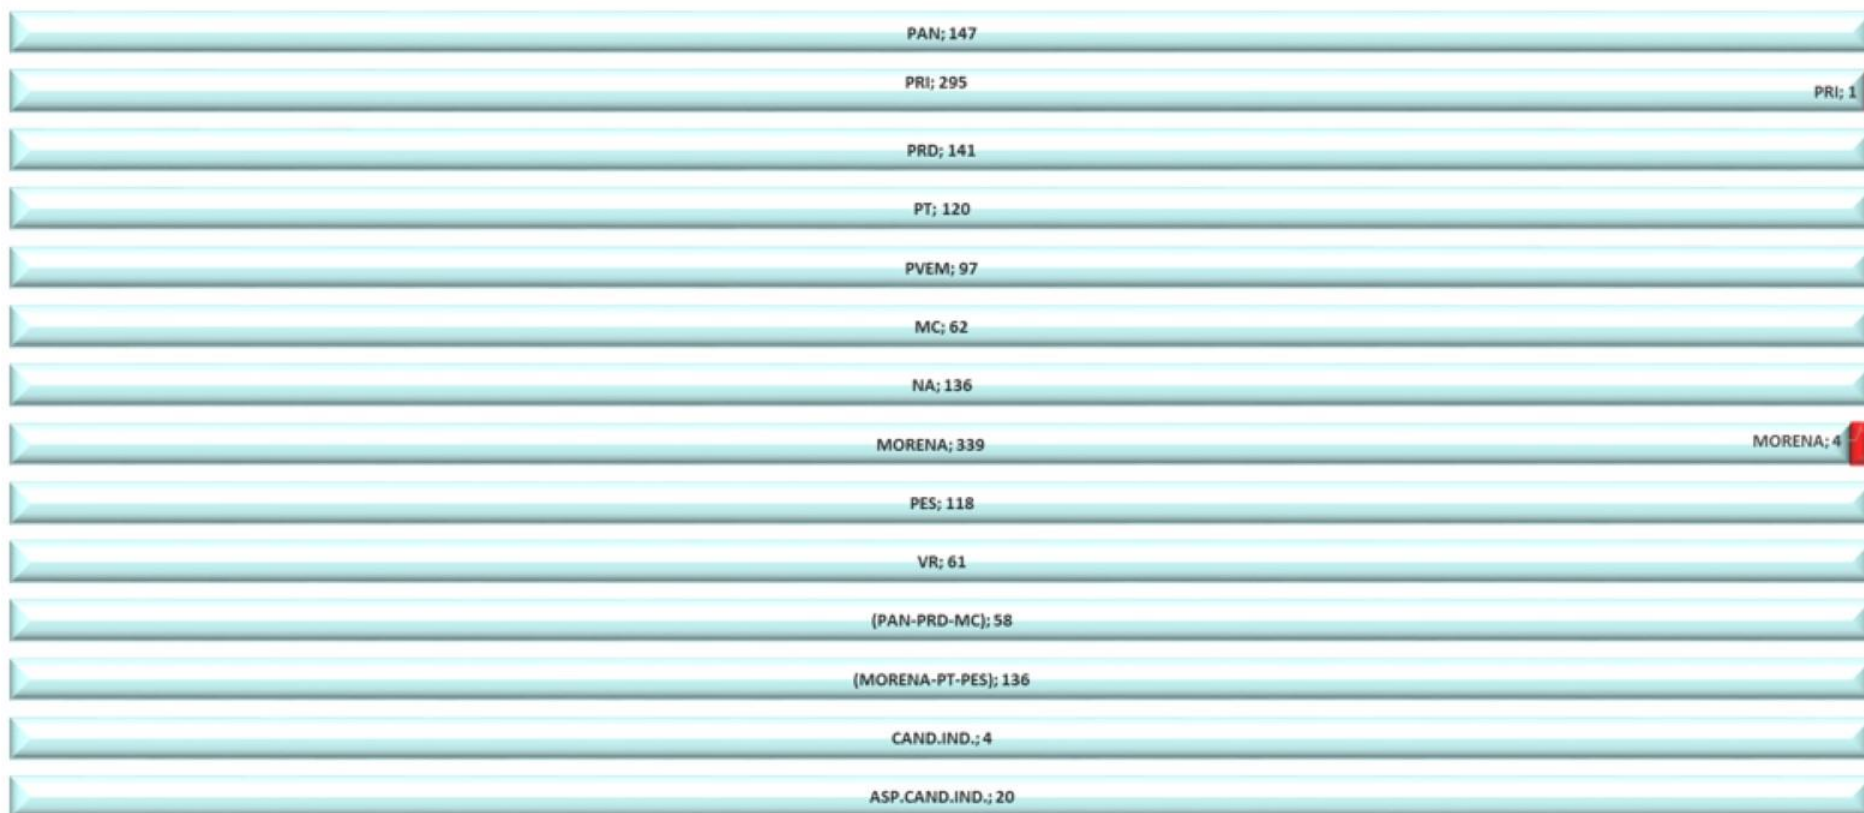 PAN; 147
PRI; 295
PRI; 1
PRD; 141
PT; 120
PVEM; 97
MC; 62
NA; 136
MORENA; 339
MORENA; 4
PES; 118
VR; 61
(PAN-PRD-MC); 58
(MORENA-PT-PES); 136
CAND.IND.; 4
ASP.CAND.IND.; 20